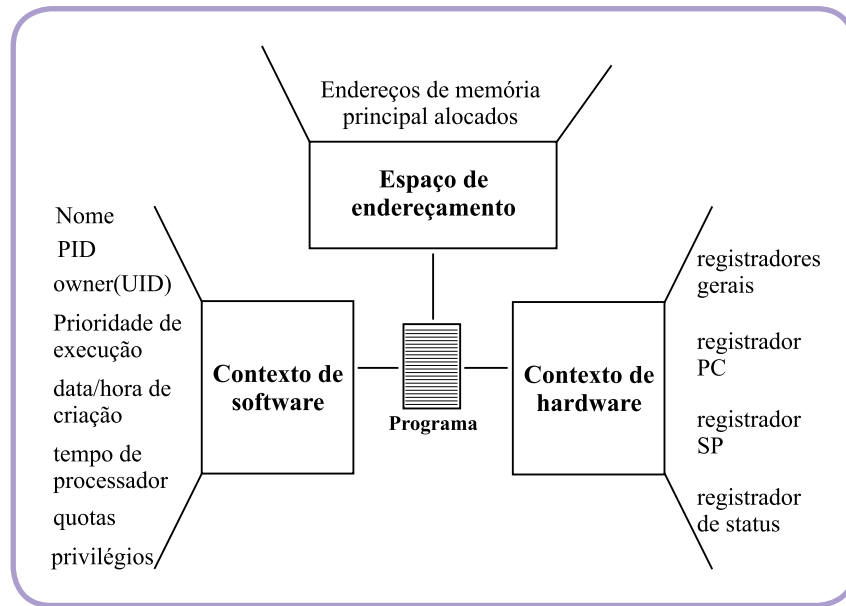 Endereços de memória
principal alocados
Espaço de
endereçamento
Nome
PID
owner(UID)
Prioridade de
execução
data/hora de
criação
tempo de
processador
quotas
privilégios
Contexto de
software
Programa
Contexto de
hardware
registradores
gerais
registrador
PC
registrador
SP
registrador
de status